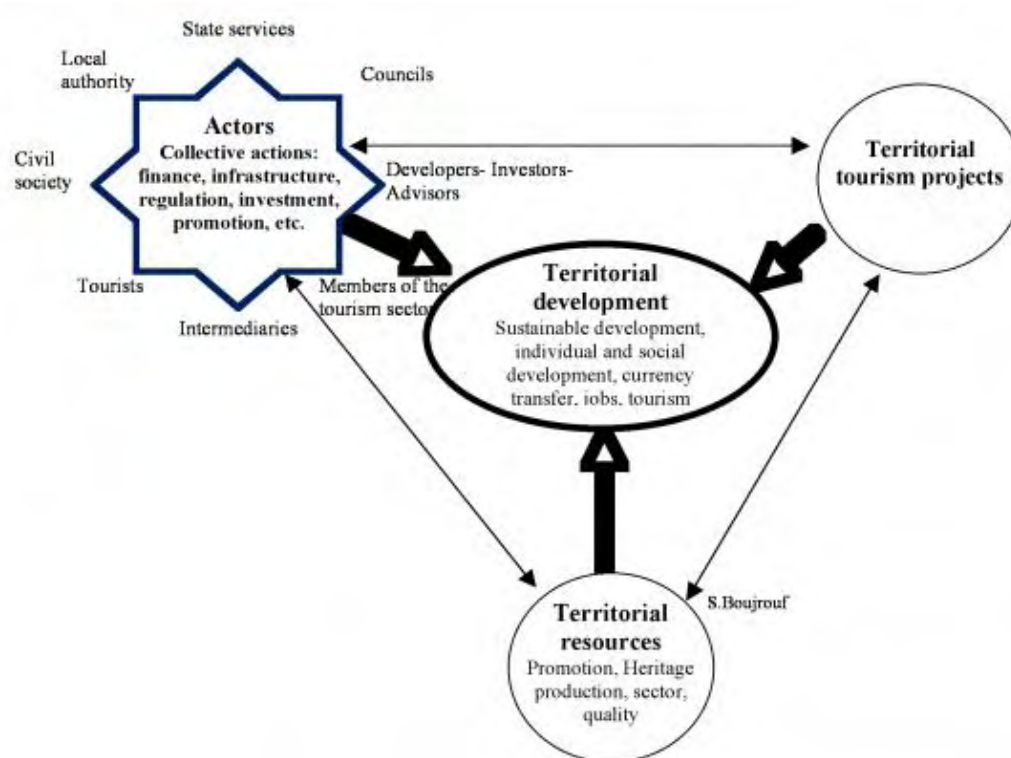 State services
Local
authority
Councils
Actors
Collective actions:
finance, infrastructure,
regulation, investment,
promotion, etc.
Civil
society
Developers- Investors-
Advisors
Territorial
tourism projects
Tourists
Intermediaries
Members of the
tourism sector
Territorial
development
Sustainable development,
individual and social
development, currency
transfer, jobs, tourism
S.Boujrouf
Territorial
resources
Promotion, Heritage
production, sector,
quality